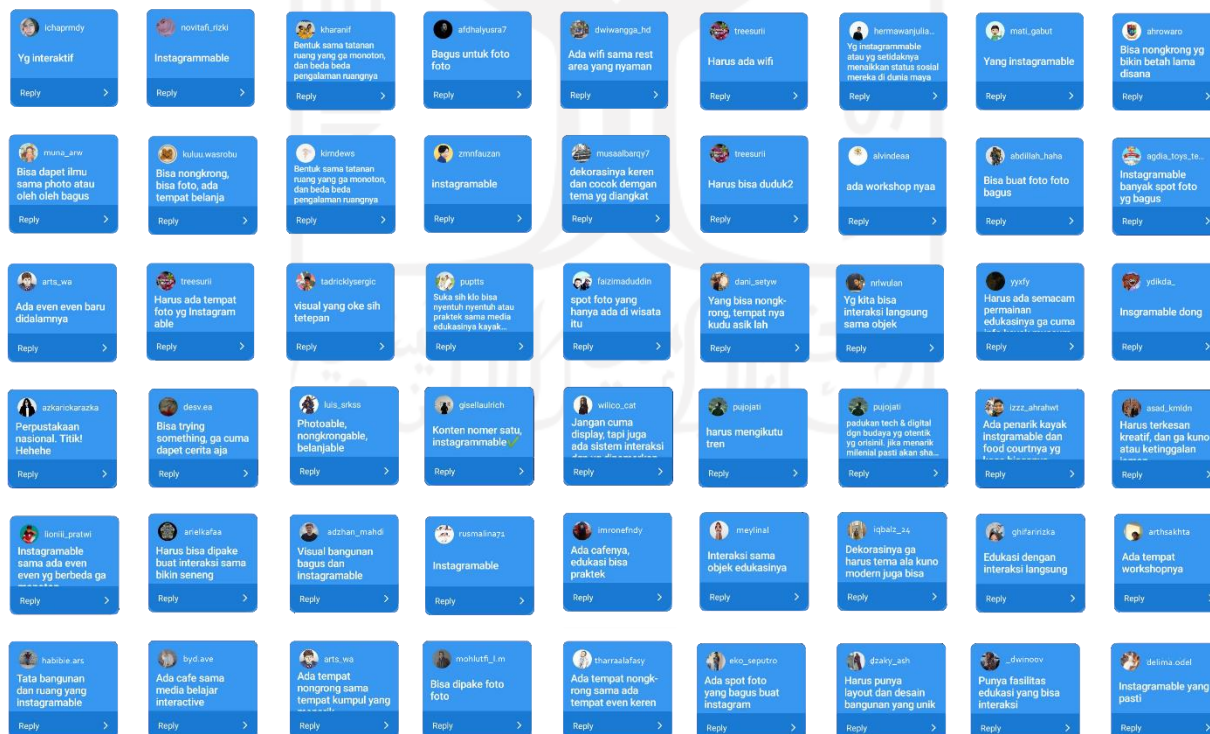 ichaprmdy
Yg interaktif
Reply
novitafi_rizki
Instagrammable
Reply
kharanif
Bentuk sama tatanan
ruang yang ga monoton,
dan beda beda
pengalaman ruangnya
Reply
afdhalyusra7
Bagus untuk foto
foto
Reply
dwiwangga_hd
Ada wifi sama rest
area yang nyaman
Reply
treesurii
Harus ada wifi
Reply
hermawanjulia...
Yg instagrammable
atau yg setidaknya
menaikkan status sosial
mereka di dunia maya
Reply
mati_gabut
Yang instagramable
Reply
ahrowaro
Bisa nongkrong yg
bikin betah lama
disana
Reply
muna_arw
Bisa dapet ilmu
sama photo atau
oleh oleh bagus
Reply
kuluu.wasrobu
Bisa nongkrong,
bisa foto, ada
tempat belanja
Reply
kimdews
Bentuk sama tatanan
ruang yang ga monoton,
dan beda beda
pengalaman ruangnya
Reply
zmnfauzan
instagramable
Reply
musaalbarqy7
dekorasinya keren
dan cocok demgan
tema yg diangkat
Reply
treesurii
Harus bisa duduk2
Reply
alvindeaa
ada workshop nyaa
Reply
abdillah_haha
Bisa buat foto foto
bagus
Reply
agdia_toys_te...
Instagramable
banyak spot foto
yg bagus
Reply
arts_wa
Ada even even baru
didalamnya
Reply
treesurii
Harus ada tempat
foto yg Instagram
able
Reply
tadricklysergic
visual yang oke sih
tetepan
Reply
puptts
Suka sih klo bisa
nyentuh nyentuh atau
praktek sama media
edukasinya kayak...
Reply
faizimaduddin
spot foto yang
hanya ada di wisata
itu
Reply
dani_setyw
Yang bisa nongk-
rong, tempat nya
kudu asik lah
Reply
nrlwulan
Yg kita bisa
interaksi langsung
sama objek
Reply
yyxfy
Harus ada semacam
permainan
edukasinya ga cuma
Reply
ydikda_
Insgramable dong
Reply
azkarickarazka
Perpustakaan
nasional. Titik!
Hehehe
Reply
desv.ea
Bisa trying
something, ga cuma
dapet cerita aja
Reply
luis_srkss
Photoable,
nongkrongable,
belanjable
Reply
gisellaulrich
Konten nomer satu,
instagrammable
Reply
willco_cat
Jangan cuma
display, tapi juga
ada sistem interaksi
Reply
pujojati
harus mengikutu
tren
Reply
pujojati
padukan tech & digital
dgn budaya yg otentik
yg orisinil. jika menarik
milenial pasti akan sha...
Reply
izzz_ahrahwt
Ada penarik kayak
instgramable dan
food courtnya yg
Reply
asad_kmldn
Harus terkesan
kreatif, dan ga kuno
atau ketinggalan
Reply
lioniii_pratwi
Instagramable
sama ada even
even yg berbeda ga
Reply
arielkafaa
Harus bisa dipake
buat interaksi sama
bikin seneng
Reply
adzhan_mahdi
Visual bangunan
bagus dan
instagramable
Reply
rusmalina71
Instagramable
Reply
imronefndy
Ada cafenya,
edukasi bisa
praktek
Reply
meylinal
Interaksi sama
objek edukasinya
Reply
iqbalz_24
Dekorasinya ga
harus tema ala kuno
modern juga bisa
Reply
ghifaririzka
Edukasi dengan
interaksi langsung
Reply
arthsakhta
Ada tempat
workshopnya
Reply
habibie.ars
Tata bangunan
dan ruang yang
instagramable
Reply
byd.ave
Ada cafe sama
media belajar
interactive
Reply
arts_wa
Ada tempat
nongrong sama
tempat kumpul yang
Reply
mohlutfi_l.m
Bisa dipake foto
foto
Reply
tharraalafasy
Ada tempat nongk-
rong sama ada
tempat even keren
Reply
eko_seputro
Ada spot foto
yang bagus buat
instagram
Reply
dzaky_ash
Harus punya
layout dan desain
bangunan yang unik
Reply
_dwinoov
Punya fasilitas
edukasi yang bisa
interaksi
Reply
delima.odel
Instagramable yang
pasti
Reply